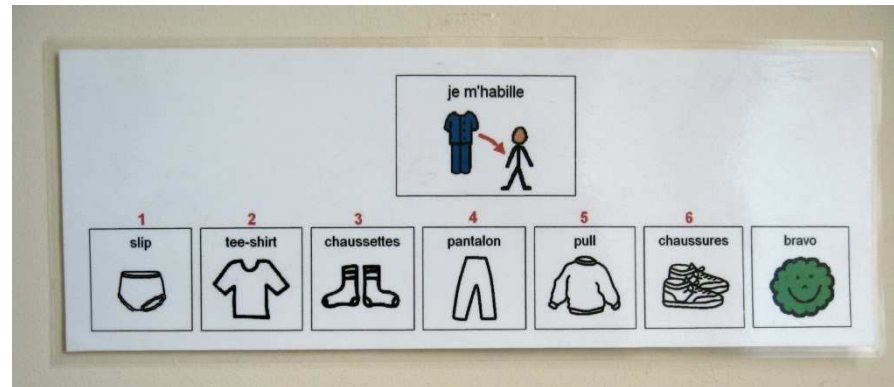 je m'habille
1 2 3 4 5 6
slip tee-shirt chaussettes pantalon pull chaussures bravo